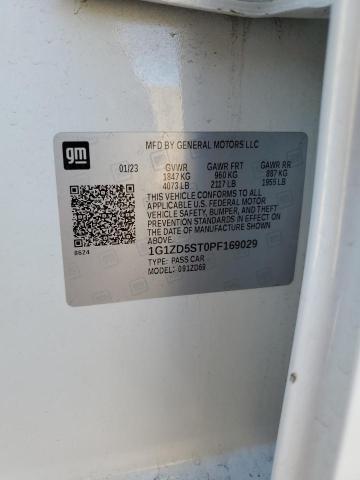 gm
MFD BY GENERAL MOTORS LLC
01/23 GVWR GAWR FRT GAWR RR
1847 KG 960 KG 887 KG
4073 LB 2117 LB 1955 LB
THIS VEHICLE CONFORMS TO ALL
APPLICABLE U.S. FEDERAL MOTOR
VEHICLE SAFETY, BUMPER, AND THEFT
PREVENTION STANDARDS IN EFFECT ON
THE DATE OF MANUFACTURE SHOWN
ABOVE.
0624
1G1ZD5ST0PF169029
TYPE: PASS CAR
MODEL: 091ZD69